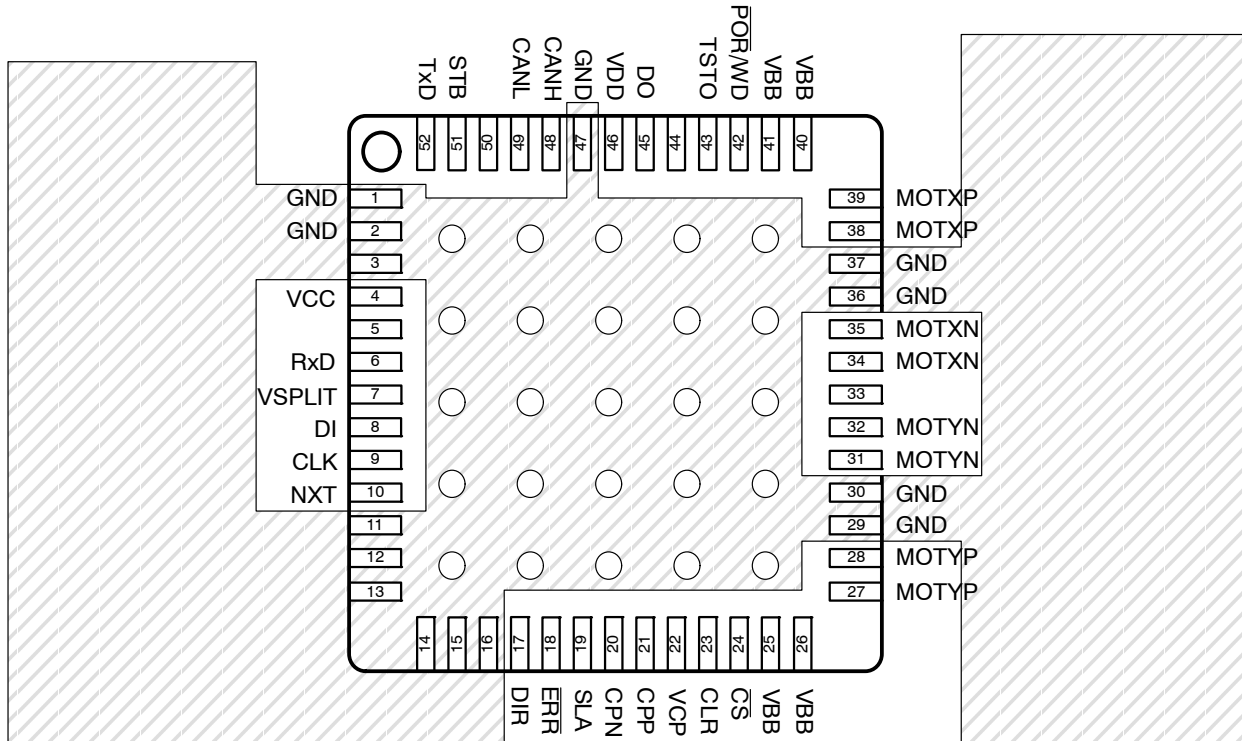 TxD
STB
CANL
CANH
GND
VDD
DO
TSTO
POR/WD
VBB
VBB
52
51
50
49
48
47
46
45
44
43
42
41
40
GND 1
GND 2
3
VCC 4
5
RxD 6
VSPLIT 7
DI 8
CLK 9
NXT 10
11
12
13
39 MOTXP
38 MOTXP
37 GND
36 GND
35 MOTXN
34 MOTXN
33
32 MOTYN
31 MOTYN
30 GND
29 GND
28 MOTYP
27 MOTYP
14
15
16
17
18
19
20
21
22
23
24
25
26
DIR
ERR
SLA
CPN
CPP
VCP
CLR
CS
VBB
VBB